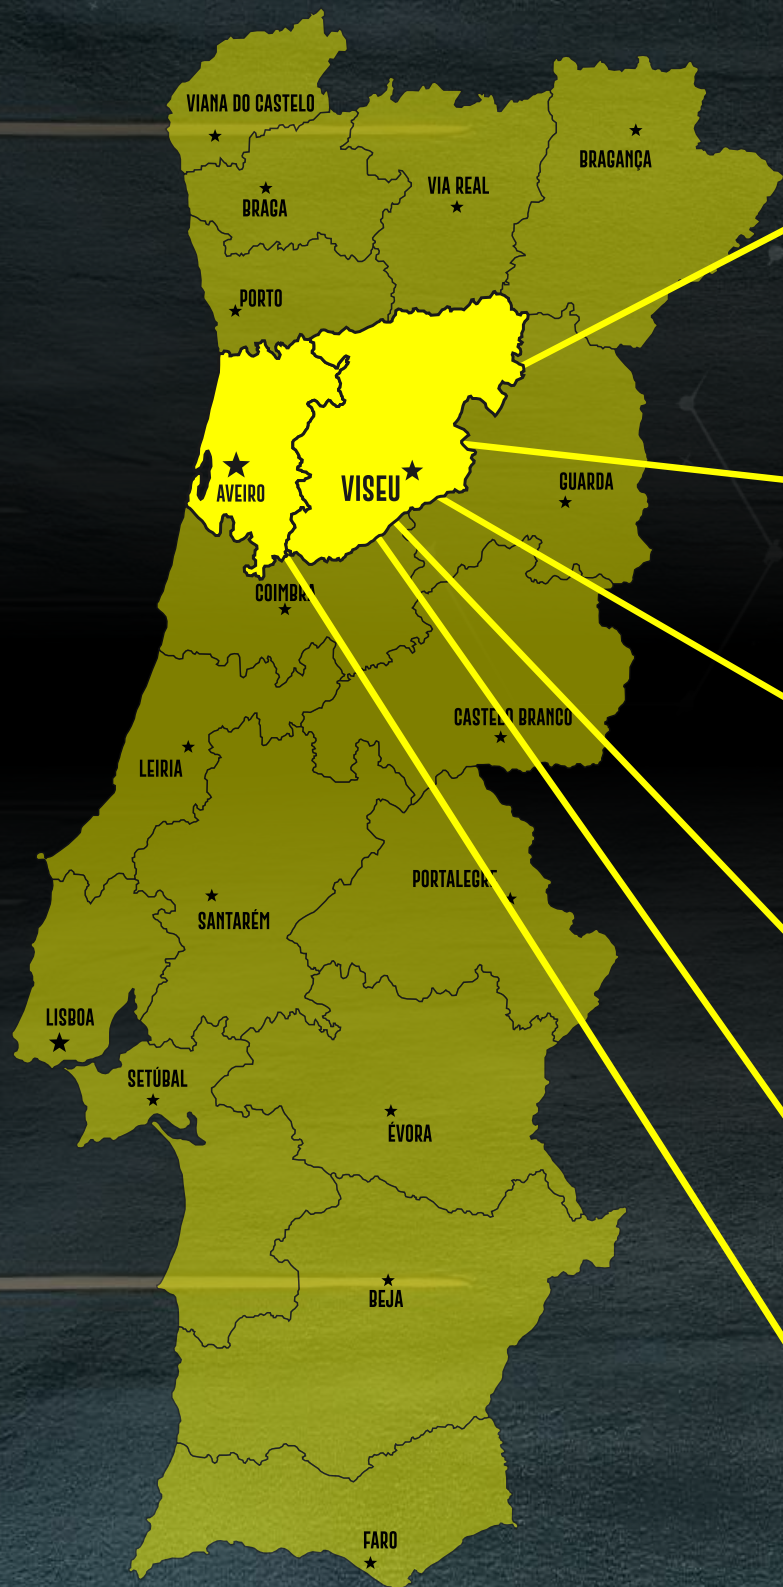 VIANA DO CASTELO
BRAGANÇA
VIA REAL
BRAGA
PORTO
GUARDA
VISEU
AVEIRO
COIMBRA
CASTELO BRANCO
LEIRIA
PORTALEGRE
SANTARÉM
LISBOA
SETÚBAL
ÉVORA
BEJA
FARO